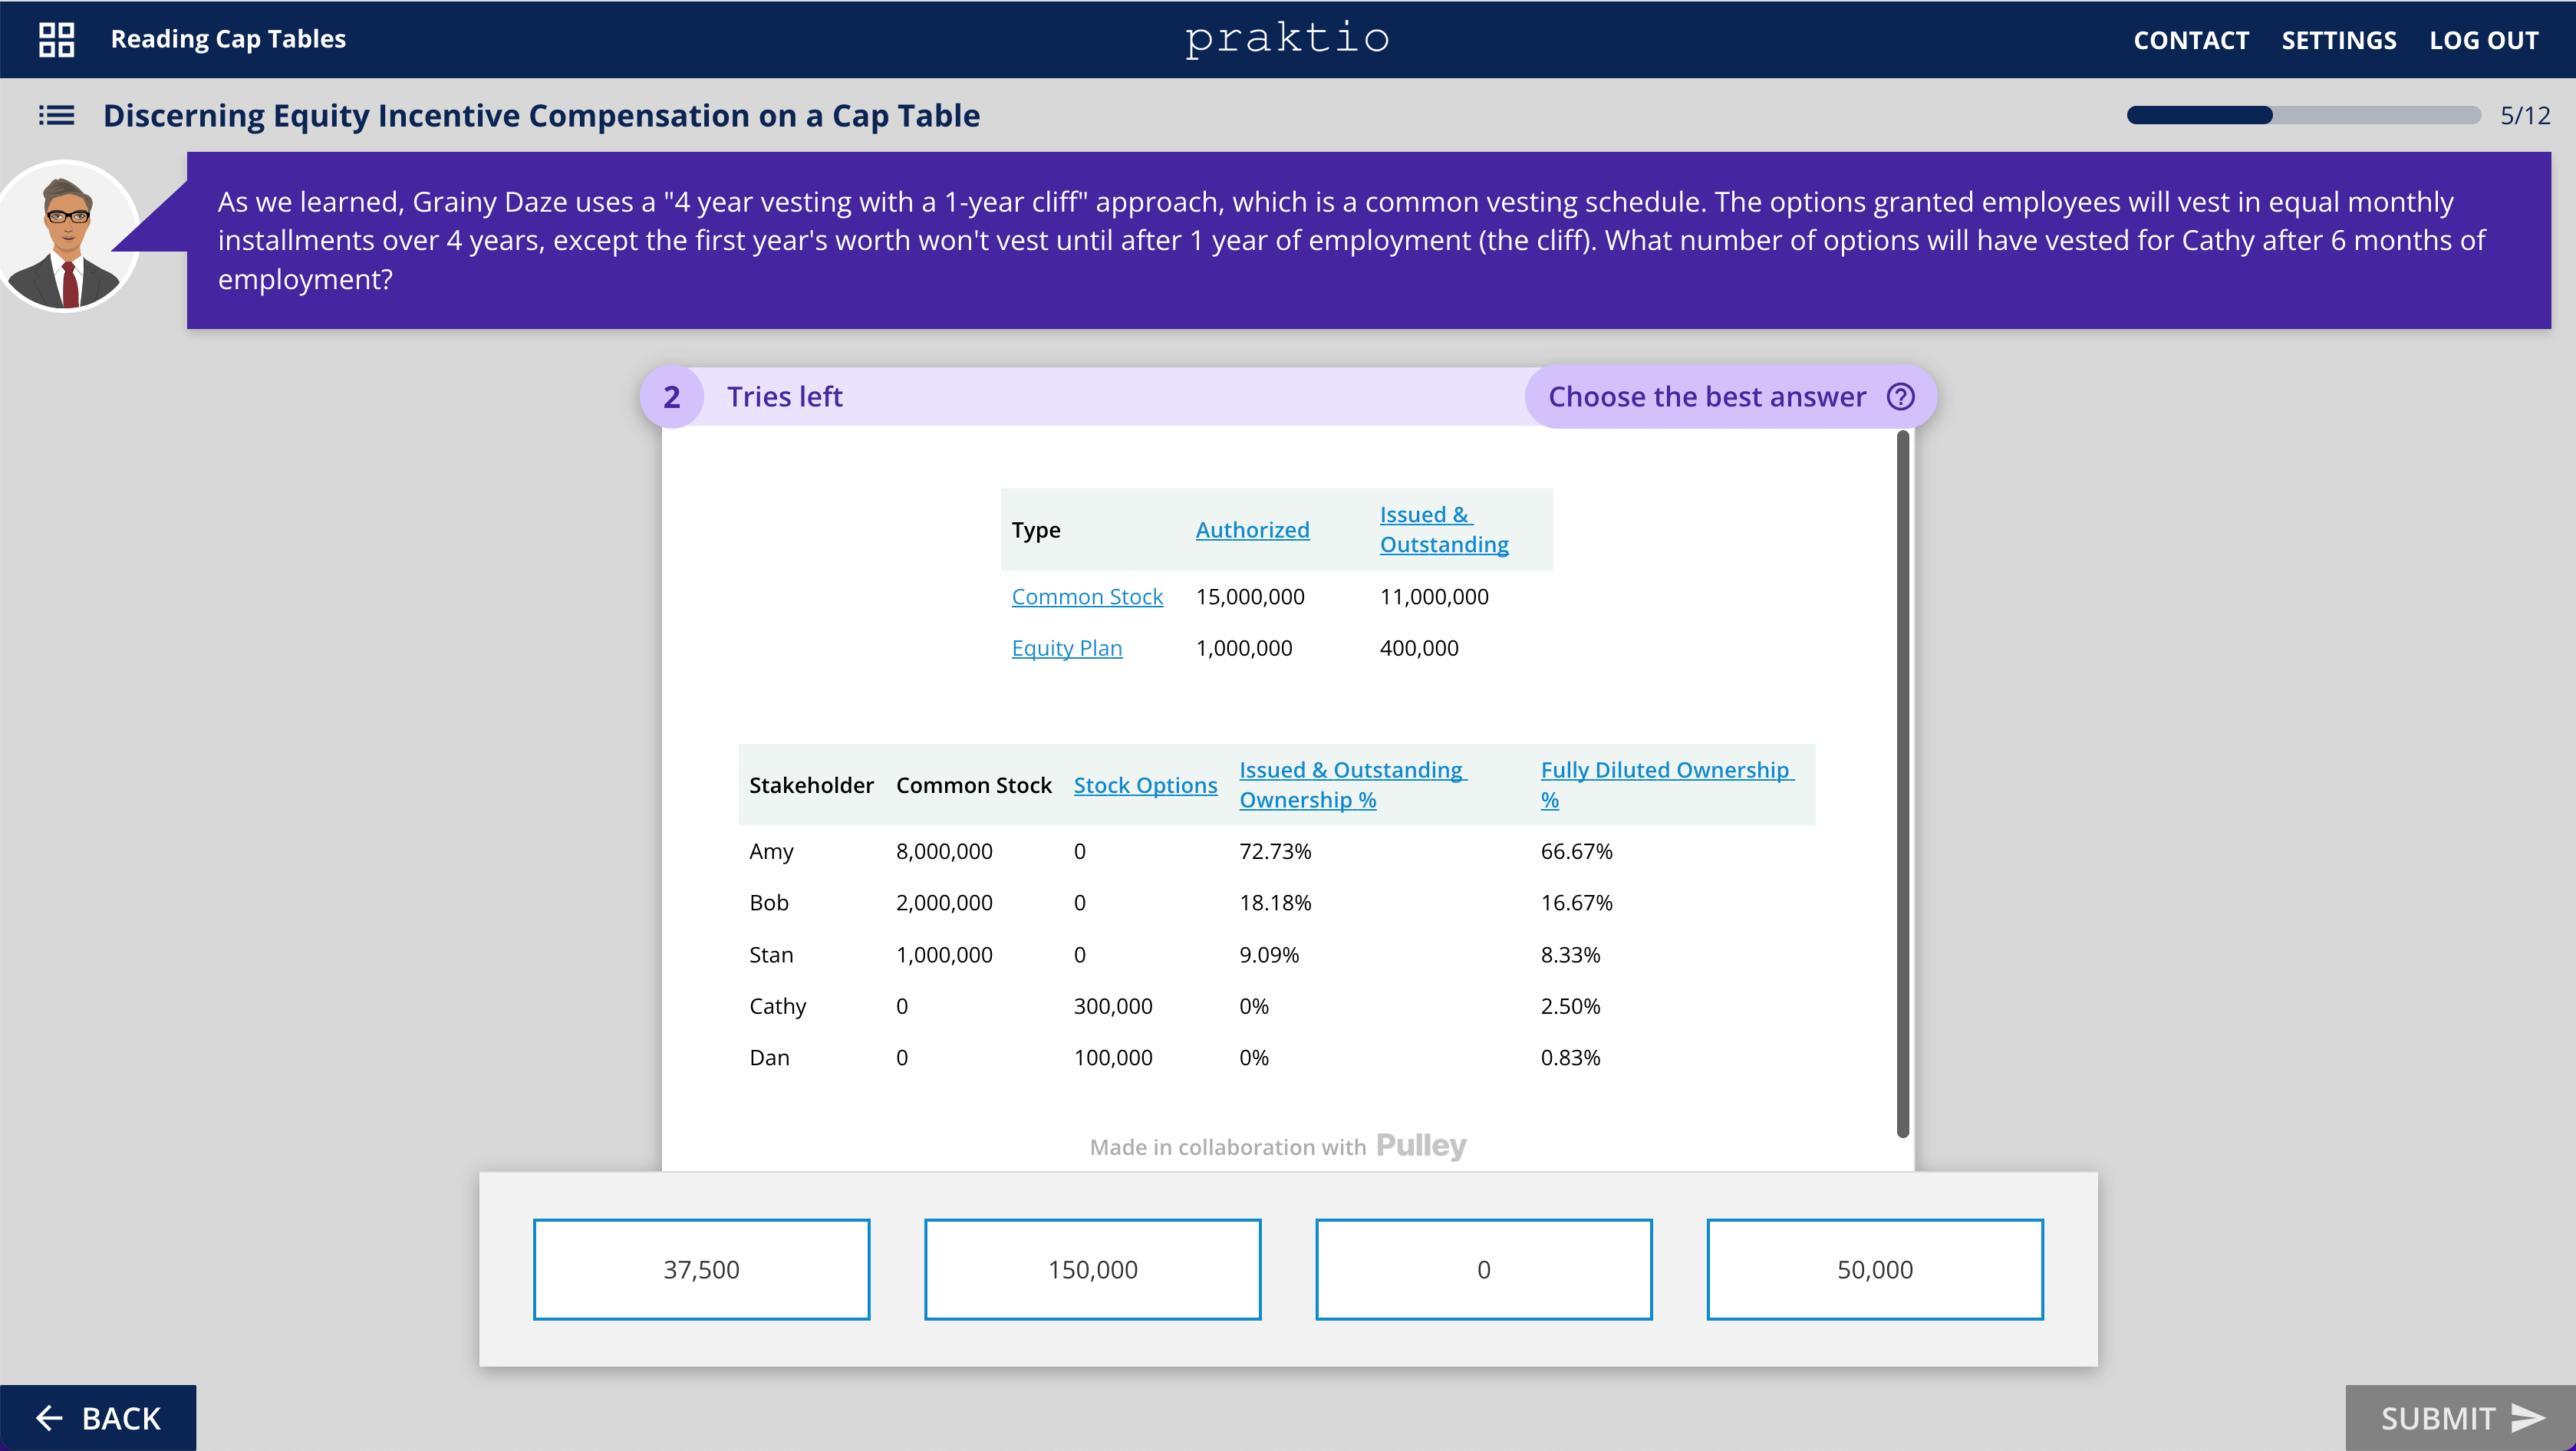 Reading Cap Tables
praktio
CONTACT SETTINGS LOG OUT
Discerning Equity Incentive Compensation on a Cap Table
5/12
As we learned, Grainy Daze uses a "4 year vesting with a 1-year cliff" approach, which is a common vesting schedule. The options granted employees will vest in equal monthly
installments over 4 years, except the first year's worth won't vest until after 1 year of employment (the cliff). What number of options will have vested for Cathy after 6 months of
employment?
2 Tries left
Choose the best answer ?
Type Authorized Issued &
Outstanding
Common Stock 15,000,000 11,000,000
Equity Plan 1,000,000 400,000
Stakeholder Common Stock Stock Options Issued & Outstanding Fully Diluted Ownership
Ownership % %
Amy 8,000,000 0 72.73% 66.67%
Bob 2,000,000 0 18.18% 16.67%
Stan 1,000,000 0 9.09% 8.33%
Cathy 0 300,000 0% 2.50%
Dan 0 100,000 0% 0.83%
Made in collaboration with Pulley
37,500 150,000 0 50,000
BACK
SUBMIT